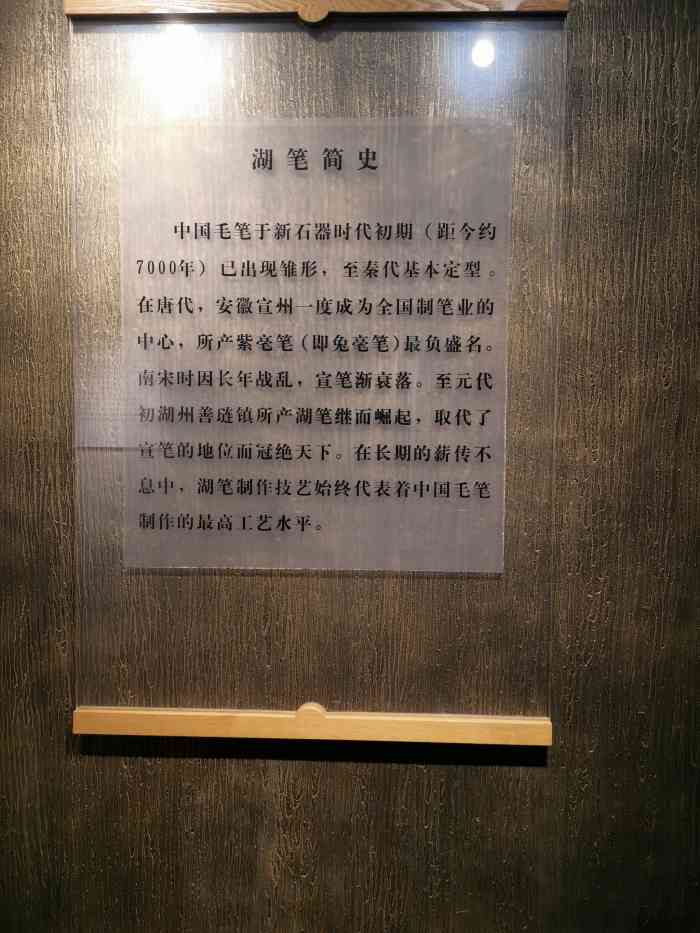 湖笔简史
中国毛笔于新石器时代初期（距今约
7000年）已出现雏形，至秦代基本定型。
在唐代，安徽宣州一度成为全国制笔业的
中心，所产紫毫笔(即兔毫笔)最负盛名。
南宋时因长年战乱，宣笔渐衰落。至元代
初湖州善琏镇所产湖笔继而崛起，取代了
宣笔的地位而冠绝天下。在长期的薪传不
息中，湖笔制作技艺始终代表着中国毛笔
制作的最高工艺水平。